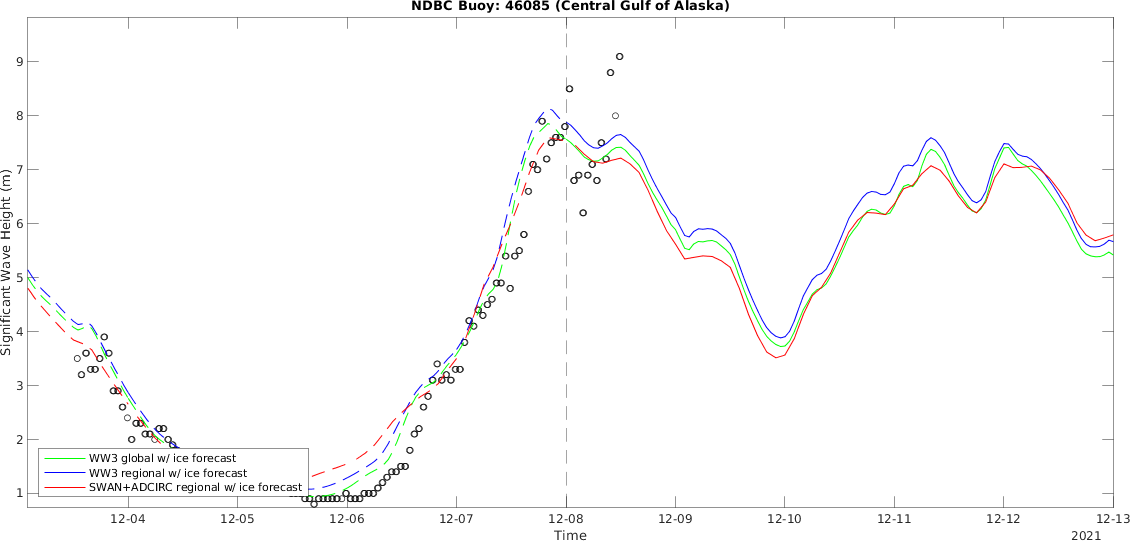 NDBC Buoy: 46085 (Central Gulf of Alaska)
Significant Wave Height (m)
9
8
7
6
5
4
3
2
1
WW3 global w/ ice forecast
WW3 regional w/ ice forecast
SWAN+ADCIRC regional w/ ice forecast
12-04 12-05 12-06 12-07 12-08 12-09 12-10 12-11 12-12 12-13
Time
2021